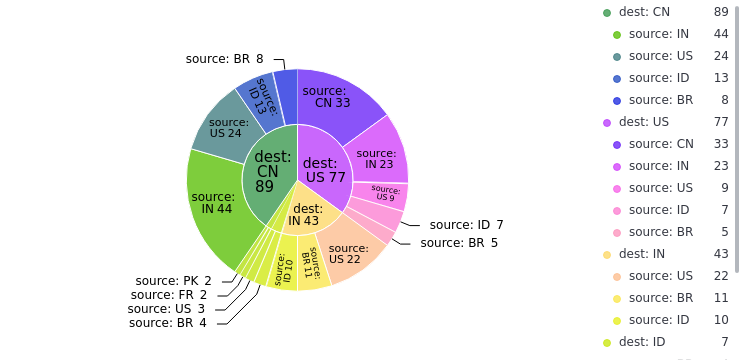 source: BR 8
source:
CN 33
source:
IN 23
source:
US 9
source: ID 7
source: BR 5
source:
US 22
source:
BR 11
source:
ID 10
source: BR 4
source: US 3
source: FR 2
source: PK 2
source:
IN 44
source:
US 24
source:
ID 13
dest:
CN
89
dest:
US 77
dest:
IN 43
dest: CN 89
source: IN 44
source: US 24
source: ID 13
source: BR 8
dest: US 77
source: CN 33
source: IN 23
source: US 9
source: ID 7
source: BR 5
dest: IN 43
source: US 22
source: BR 11
source: ID 10
dest: ID 7